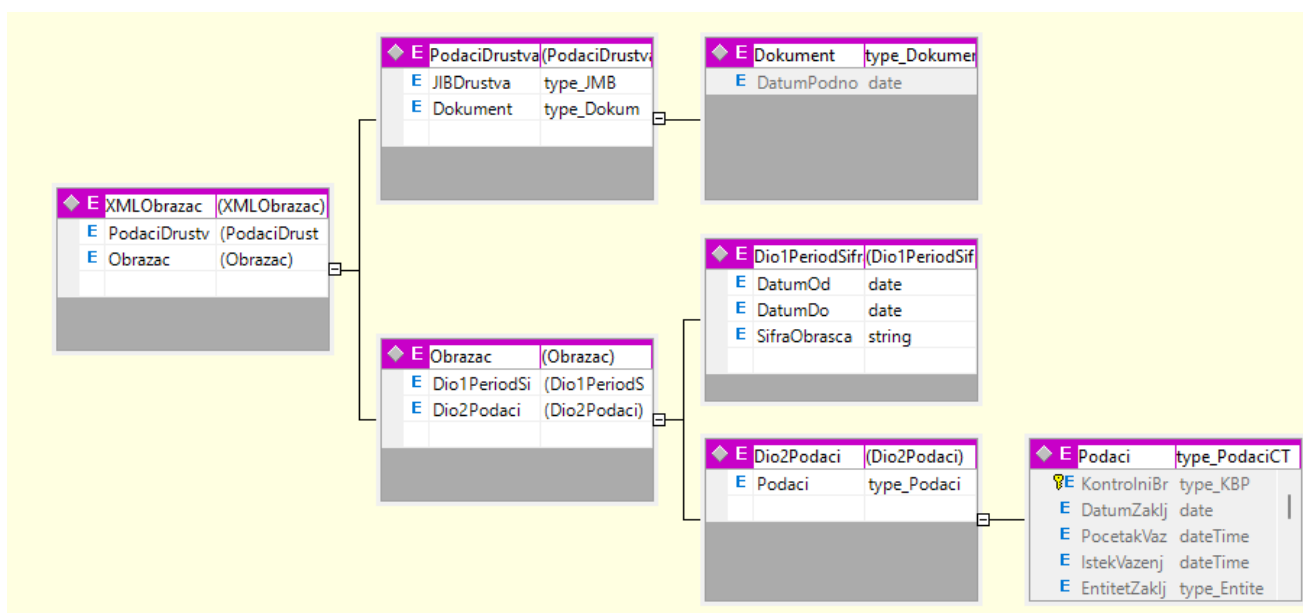 E XMLObrazac (XMLObrazac)
E PodaciDrustv (PodaciDrust
E Obrazac (Obrazac)
E PodaciDrustva (PodaciDrustv
E JIBDrustva type_JMB
E Dokument type_Dokum
E Dokument type_Dokumen
E DatumPodno date
E Obrazac (Obrazac)
E Dio1PeriodSi (Dio1PeriodS
E Dio2Podaci (Dio2Podaci)
E Dio1PeriodSifr (Dio1PeriodSif
E DatumOd date
E DatumDo date
E SifraObrasca string
E Dio2Podaci (Dio2Podaci)
E Podaci type_Podaci
E Podaci type_PodaciCT
E KontrolniBr type_KBP
E DatumZaklj date
E PocetakVaz dateTime
E IstekVazenj dateTime
E EntitetZaklj type_Entite